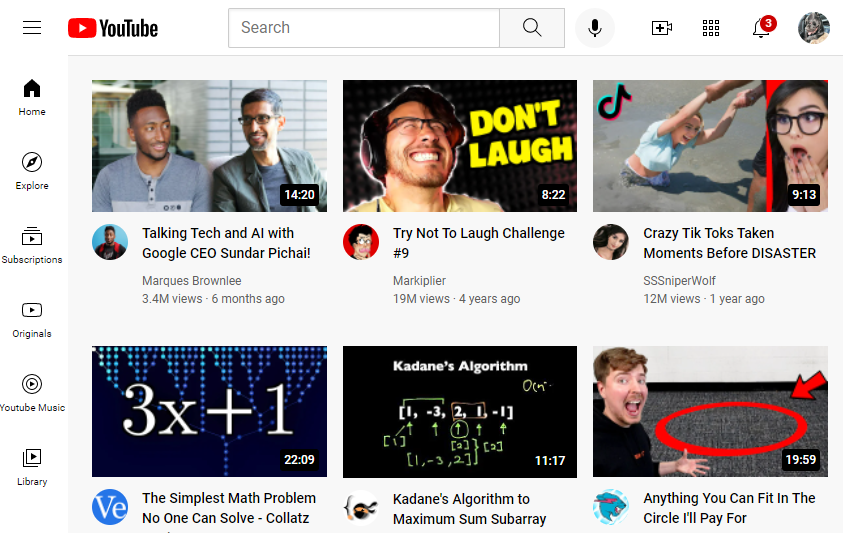 YouTube
Search
3
Home
Explore
Subscriptions
Originals
Youtube Music
Library
14:20
Talking Tech and AI with
Google CEO Sundar Pichai!
Marques Brownlee
3.4M views · 6 months ago
DON'T
LAUGH
8:22
Try Not To Laugh Challenge
#9
Markiplier
19M views · 4 years ago
9:13
Crazy Tik Toks Taken
Moments Before DISASTER
SSSniperWolf
12M views · 1 year ago
3x+1
22:09
Ve
The Simplest Math Problem
No One Can Solve - Collatz
Kadane's Algorithm
[1, -3, 2, 1, -1]
[1]
[2]
[2]
[1,-3,2]
11:17
Kadane's Algorithm to
Maximum Sum Subarray
19:59
Anything You Can Fit In The
Circle I'll Pay For